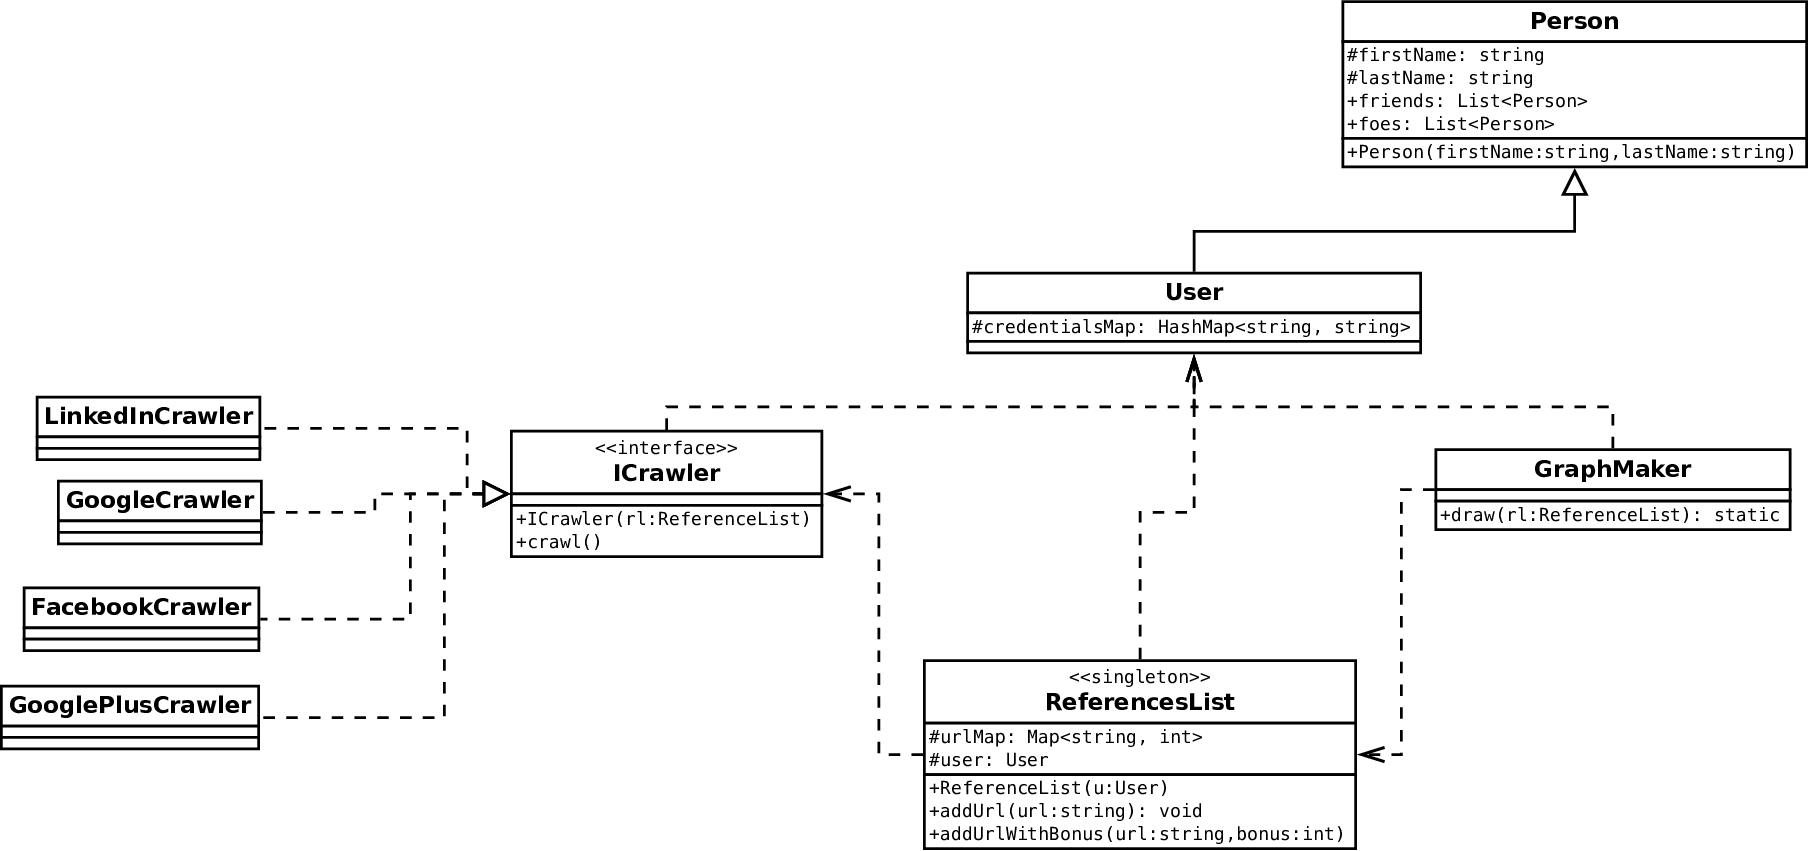 Person
#firstName: string
#lastName: string
+friends: List<Person>
+foes: List<Person>
+Person(firstName:string,lastName:string)
User
#credentialsMap: HashMap<string, string>
LinkedInCrawler
GoogleCrawler
FacebookCrawler
GooglePlusCrawler
<<interface>>
ICrawler
+ICrawler(rl:ReferenceList)
+crawl()
GraphMaker
+draw(rl:ReferenceList): static
<<singleton>>
ReferencesList
#urlMap: Map<string, int>
#user: User
+ReferenceList(u:User)
+addUrl(url:string): void
+addUrlWithBonus(url:string,bonus:int)